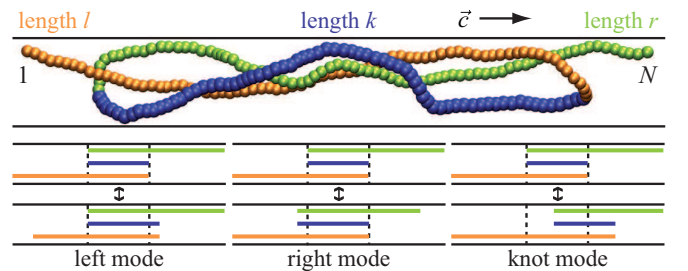 length l length k c⃗ length r
1 N
left mode right mode knot mode